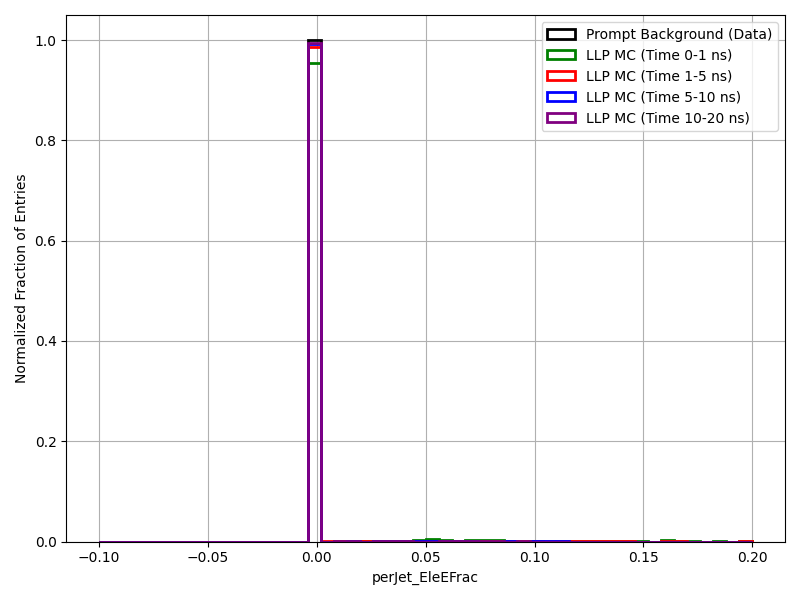 Prompt Background (Data)
LLP MC (Time 0-1 ns)
LLP MC (Time 1-5 ns)
LLP MC (Time 5-10 ns)
LLP MC (Time 10-20 ns)
Normalized Fraction of Entries
1.0
0.8
0.6
0.4
0.2
0.0
−0.10 −0.05 0.00 0.05 0.10 0.15 0.20
perJet_EleEFrac